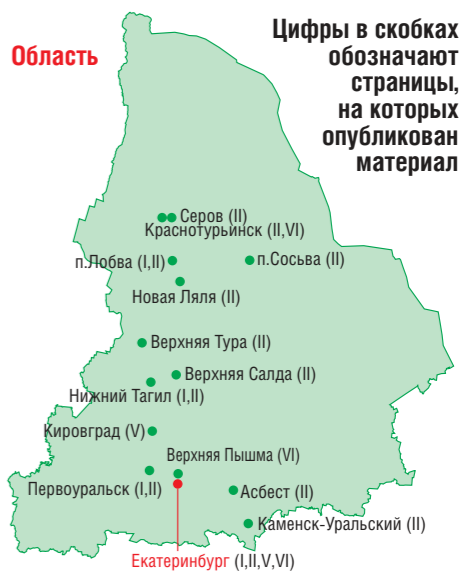 Область
Цифры в скобках
обозначают
страницы,
на которых
опубликован
материал
Серов (II)
Краснотурьинск (II,VI)
п.Лобва (I,II)
п.Сосьва (II)
Новая Ляля (II)
Верхняя Тура (II)
Верхняя Салда (II)
Нижний Тагил (I,II)
Кировград (V)
Верхняя Пышма (VI)
Первоуральск (I,II)
Асбест (II)
Каменск-Уральский (II)
Екатеринбург (I,II,V,VI)